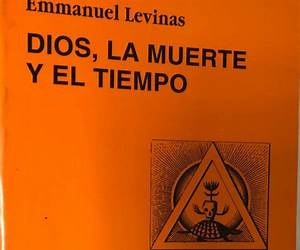 Emmanuel Levinas
DIOS, LA MUERTE
Y EL TIEMPO